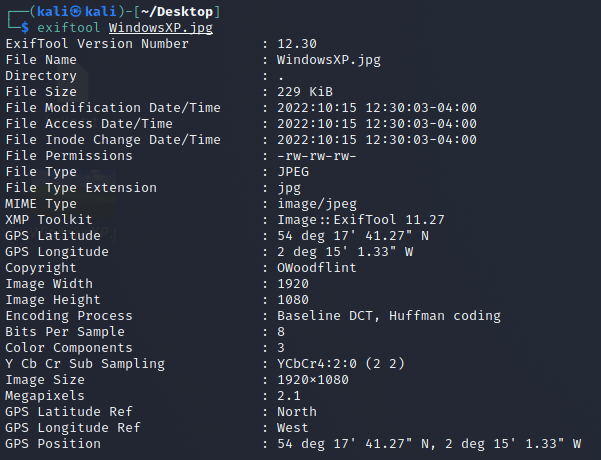 ┌──(kali㉿kali)-[~/Desktop]
└─$ exiftool WindowsXP.jpg
ExifTool Version Number : 12.30
File Name : WindowsXP.jpg
Directory : .
File Size : 229 KiB
File Modification Date/Time : 2022:10:15 12:30:03-04:00
File Access Date/Time : 2022:10:15 12:30:03-04:00
File Inode Change Date/Time : 2022:10:15 12:30:03-04:00
File Permissions : -rw-rw-rw-
File Type : JPEG
File Type Extension : jpg
MIME Type : image/jpeg
XMP Toolkit : Image::ExifTool 11.27
GPS Latitude : 54 deg 17' 41.27" N
GPS Longitude : 2 deg 15' 1.33" W
Copyright : OWoodflint
Image Width : 1920
Image Height : 1080
Encoding Process : Baseline DCT, Huffman coding
Bits Per Sample : 8
Color Components : 3
Y Cb Cr Sub Sampling : YCbCr4:2:0 (2 2)
Image Size : 1920×1080
Megapixels : 2.1
GPS Latitude Ref : North
GPS Longitude Ref : West
GPS Position : 54 deg 17' 41.27" N, 2 deg 15' 1.33" W